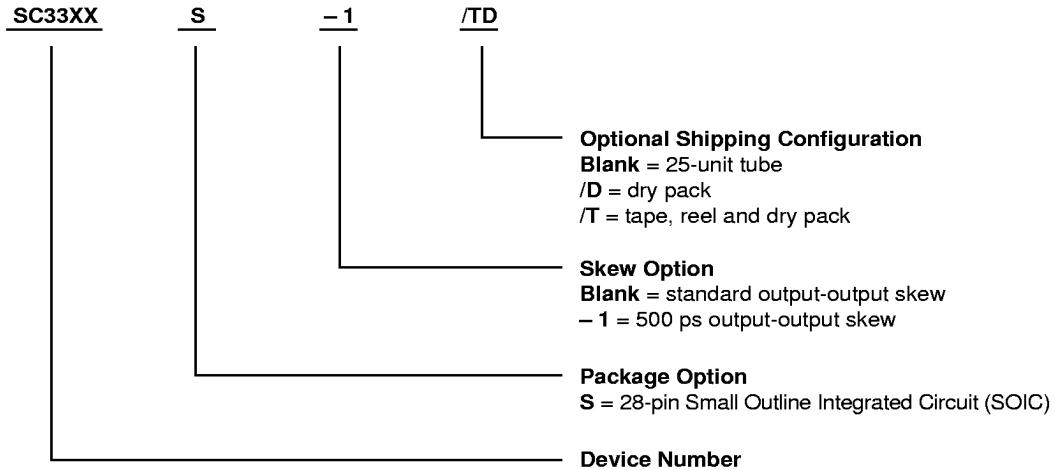 SC33XX S – 1 /TD
Optional Shipping Configuration
Blank = 25-unit tube
/D = dry pack
/T = tape, reel and dry pack
Skew Option
Blank = standard output-output skew
– 1 = 500 ps output-output skew
Package Option
S = 28-pin Small Outline Integrated Circuit (SOIC)
Device Number